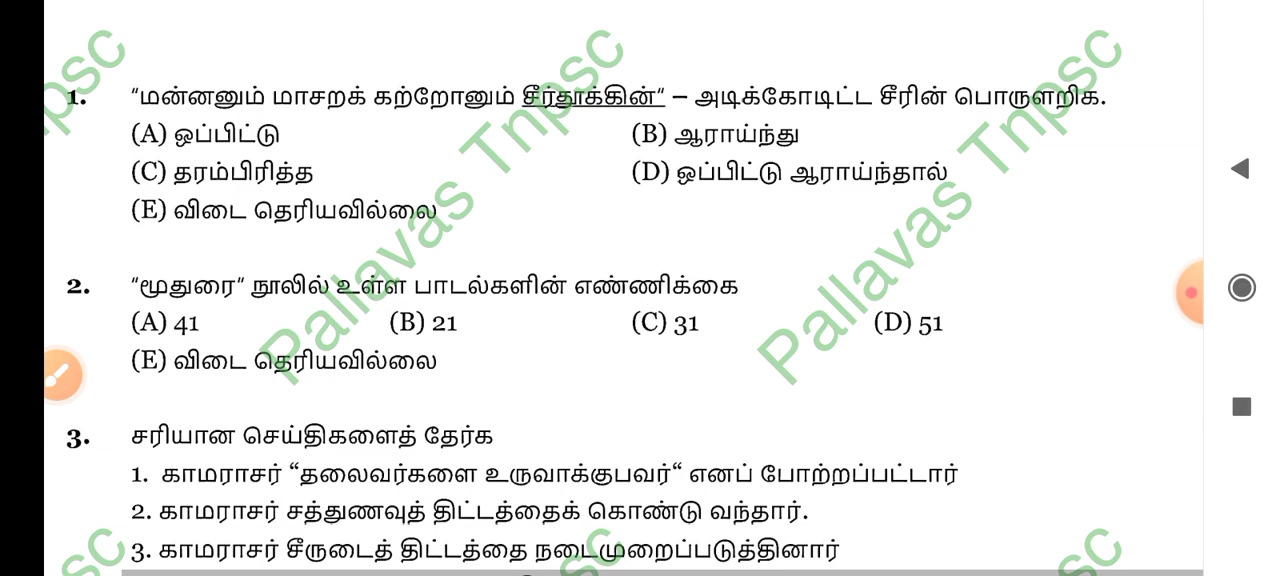 1. "மன்னனும் மாசறக் கற்றோனும் சீர்தூக்கின்" – அடிக்கோடிட்ட சீரின் பொருளறிக.
(A) ஒப்பிட்டு (B) ஆராய்ந்து
(C) தரம்பிரித்த (D) ஒப்பிட்டு ஆராய்ந்தால்
(E) விடை தெரியவில்லை
2. "மூதுரை" நூலில் உள்ள பாடல்களின் எண்ணிக்கை
(A) 41 (B) 21 (C) 31 (D) 51
(E) விடை தெரியவில்லை
3. சரியான செய்திகளைத் தேர்க
1. காமராசர் "தலைவர்களை உருவாக்குபவர்" எனப் போற்றப்பட்டார்
2. காமராசர் சத்துணவுத் திட்டத்தைக் கொண்டு வந்தார்.
3. காமராசர் சீருடைத் திட்டத்தை நடைமுறைப்படுத்தினார்
Pallavas Tnpsc
Pallavas Tnpsc